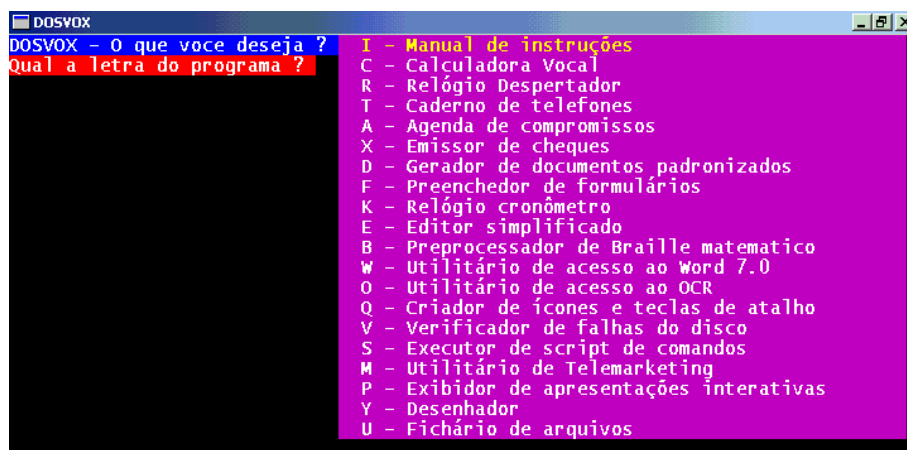 DOSVOX
DOSVOX - O que voce deseja ?
Qual a letra do programa ?
I - Manual de instruções
C - Calculadora Vocal
R - Relógio Despertador
T - Caderno de telefones
A - Agenda de compromissos
X - Emissor de cheques
D - Gerador de documentos padronizados
F - Preenchedor de formulários
K - Relógio cronômetro
E - Editor simplificado
B - Preprocessador de Braille matematico
W - Utilitário de acesso ao Word 7.0
O - Utilitário de acesso ao OCR
Q - Criador de ícones e teclas de atalho
V - Verificador de falhas do disco
S - Executor de script de comandos
M - Utilitário de Telemarketing
P - Exibidor de apresentações interativas
Y - Desenhador
U - Fichário de arquivos